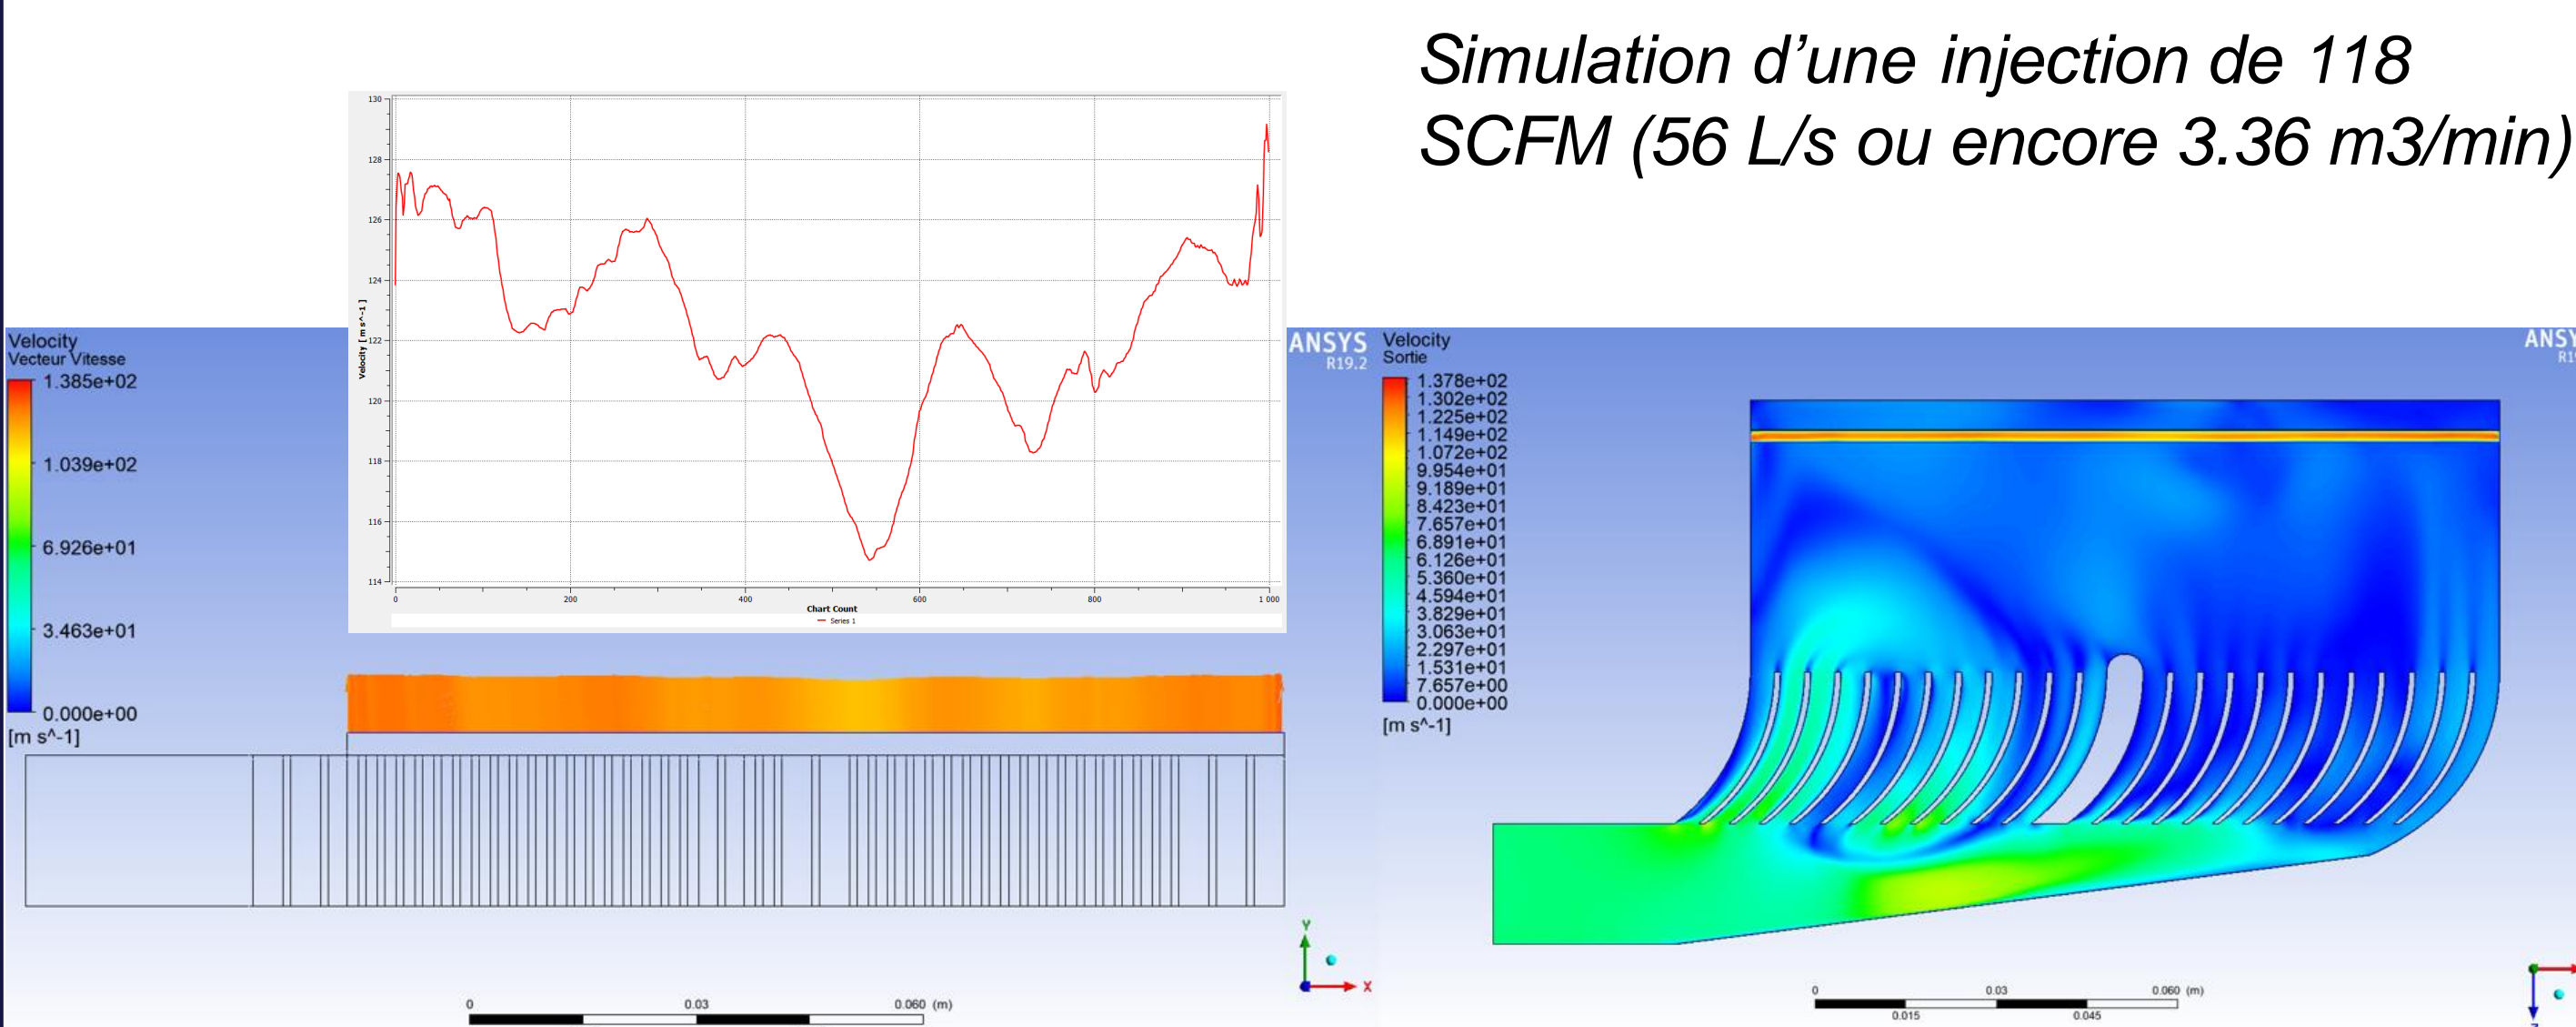 Simulation d'une injection de 118
SCFM (56 L/s ou encore 3.36 m3/min)
130
128
126
124
122
120
118
116
114
Velocity [ m s^-1 ]
0
200
400
600
800
1 000
Chart Count
Series 1
Velocity
Vecteur Vitesse
1.385e+02
1.039e+02
6.926e+01
3.463e+01
0.000e+00
[m s^-1]
ANSYS
R19.2
Y
X
0
0.03
0.060 (m)
Velocity
Sortie
1.378e+02
1.302e+02
1.225e+02
1.149e+02
1.072e+02
9.954e+01
9.189e+01
8.423e+01
7.657e+01
6.891e+01
6.126e+01
5.360e+01
4.594e+01
3.829e+01
3.063e+01
2.297e+01
1.531e+01
7.657e+00
0.000e+00
[m s^-1]
ANSY
R19
0
0.03
0.060 (m)
0.015
0.045